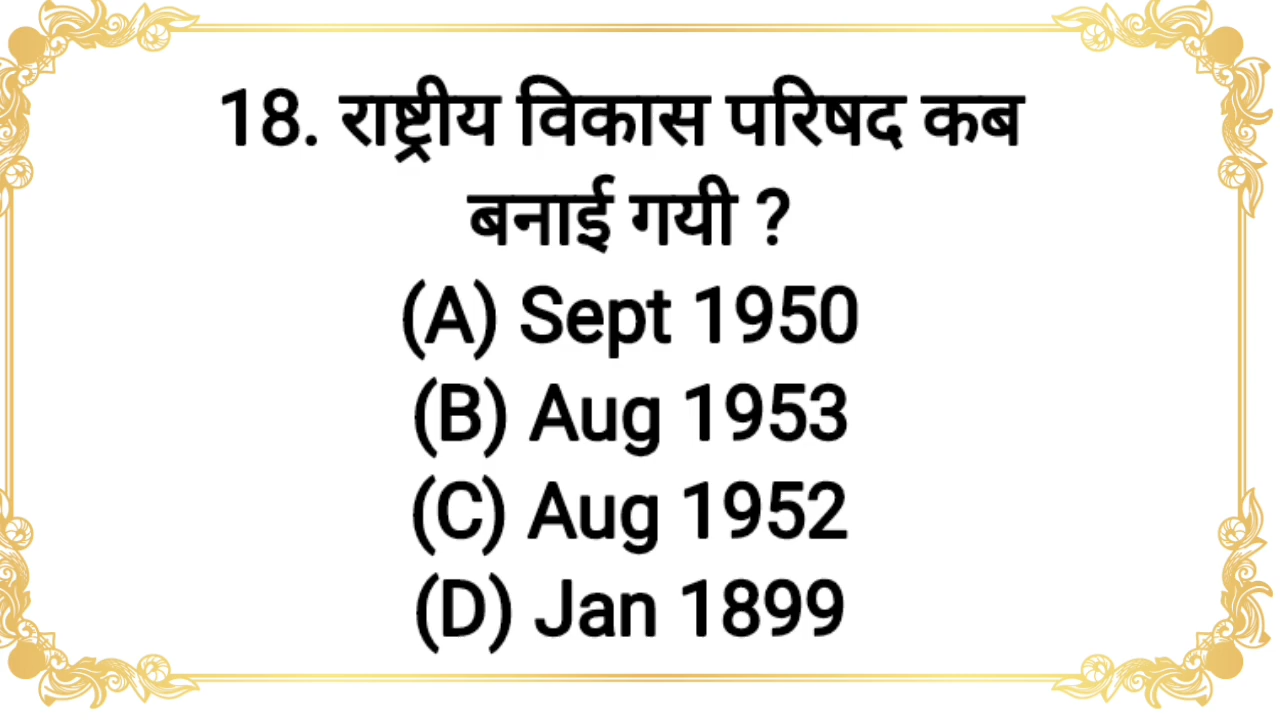 18. राष्ट्रीय विकास परिषद कब
बनाई गयी ?
(A) Sept 1950
(B) Aug 1953
(C) Aug 1952
(D) Jan 1899